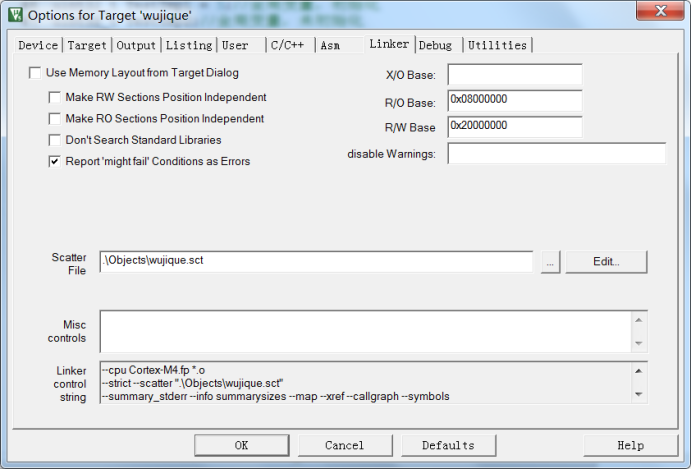 Options for Target 'wujique'
Device Target Output Listing User C/C++ Asm Linker Debug Utilities
Use Memory Layout from Target Dialog
X/O Base:
Make RW Sections Position Independent
R/O Base: 0x08000000
Make RO Sections Position Independent
R/W Base 0x20000000
Don't Search Standard Libraries
disable Warnings:
Report 'might fail' Conditions as Errors
Scatter
File
.\Objects\wujique.sct
...
Edit...
Misc
controls
Linker
control
string
--cpu Cortex-M4.fp *.o
--strict --scatter ".\Objects\wujique.sct"
--summary_stderr --info summarysizes --map --xref --callgraph --symbols
OK Cancel Defaults Help